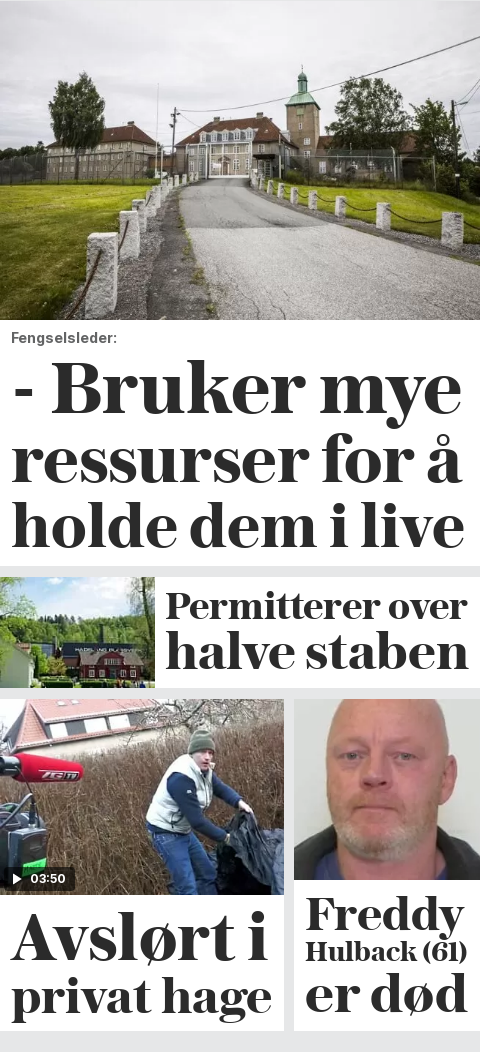 Fengselsleder:
- Bruker mye
ressurser for å
holde dem i live
Permitterer over
halve staben
03:50
Avslørt i
privat hage
Freddy
Hulback (61)
er død